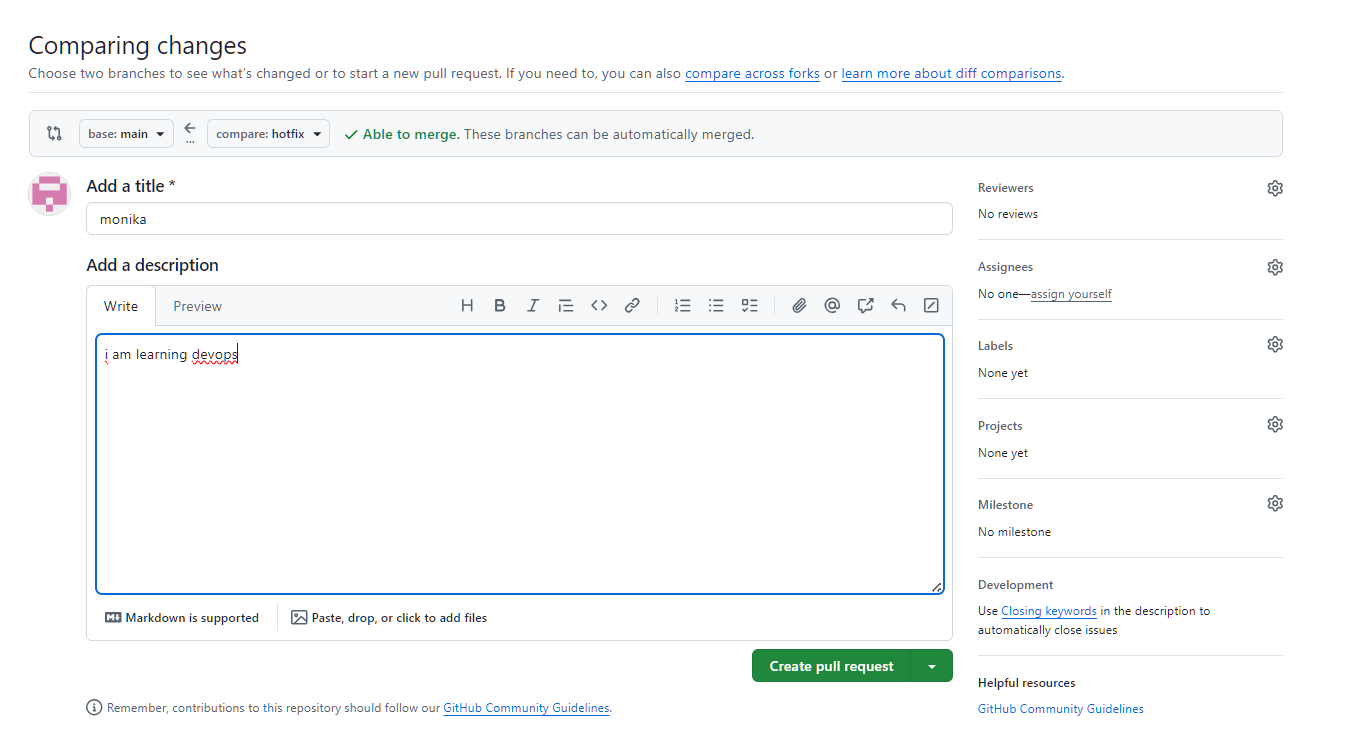 Comparing changes
Choose two branches to see what's changed or to start a new pull request. If you need to, you can also compare across forks or learn more about diff comparisons.
base: main ... compare: hotfix Able to merge. These branches can be automatically merged.
Add a title *
monika
Add a description
Write Preview
i am learning devops
Markdown is supported Paste, drop, or click to add files
Create pull request
Remember, contributions to this repository should follow our GitHub Community Guidelines.
Reviewers
No reviews
Assignees
No one—assign yourself
Labels
None yet
Projects
None yet
Milestone
No milestone
Development
Use Closing keywords in the description to
automatically close issues
Helpful resources
GitHub Community Guidelines